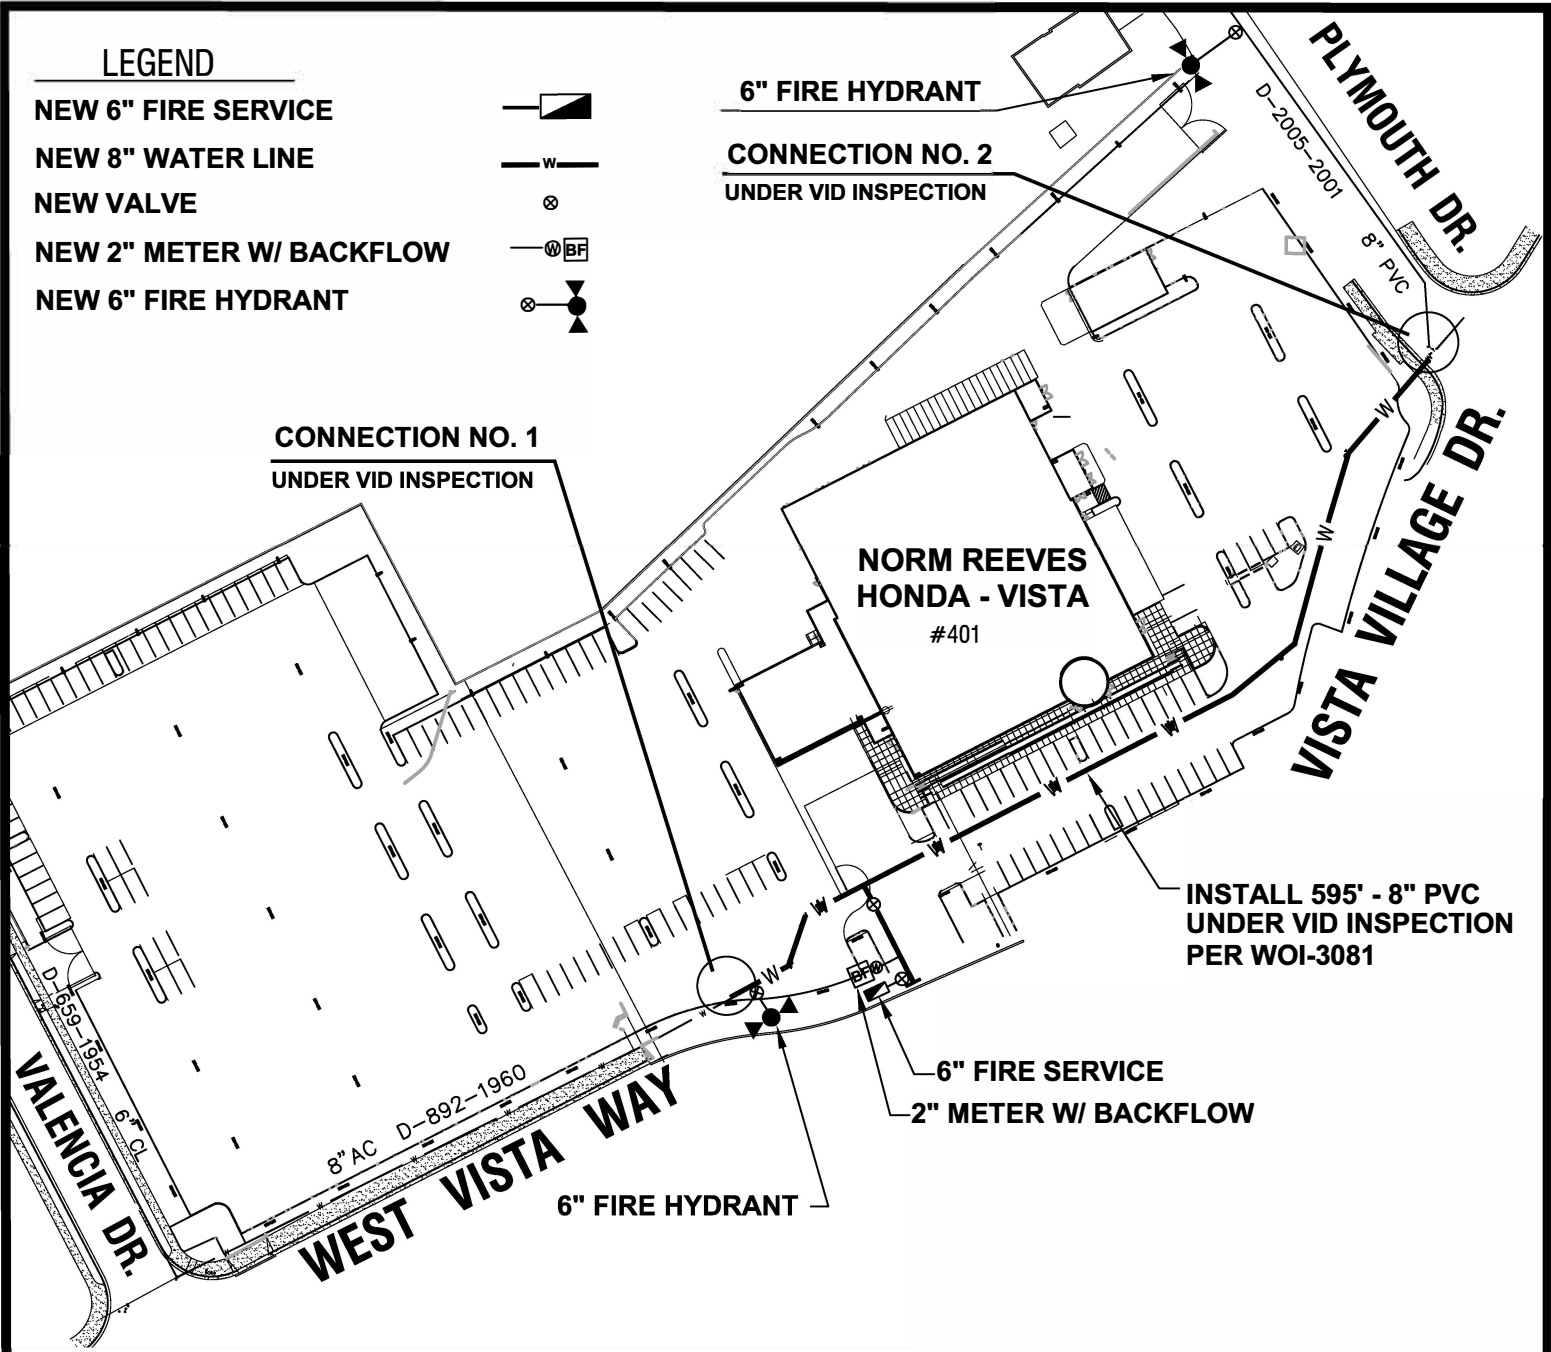 LEGEND
NEW 6" FIRE SERVICE
NEW 8" WATER LINE
W
NEW VALVE
NEW 2" METER W/ BACKFLOW
W BF
NEW 6" FIRE HYDRANT
6" FIRE HYDRANT
CONNECTION NO. 2
UNDER VID INSPECTION
PLYMOUTH DR.
D-2005-2001
8" PVC
CONNECTION NO. 1
UNDER VID INSPECTION
W
W
VISTA VILLAGE DR.
NORM REEVES
HONDA - VISTA
#401
W
W
W
W
W
INSTALL 595' - 8" PVC
UNDER VID INSPECTION
PER WOI-3081
BF W
6" FIRE SERVICE
2" METER W/ BACKFLOW
6" FIRE HYDRANT
D-659-1954
6" CL
VALENCIA DR.
8" AC D-892-1960
WEST VISTA WAY